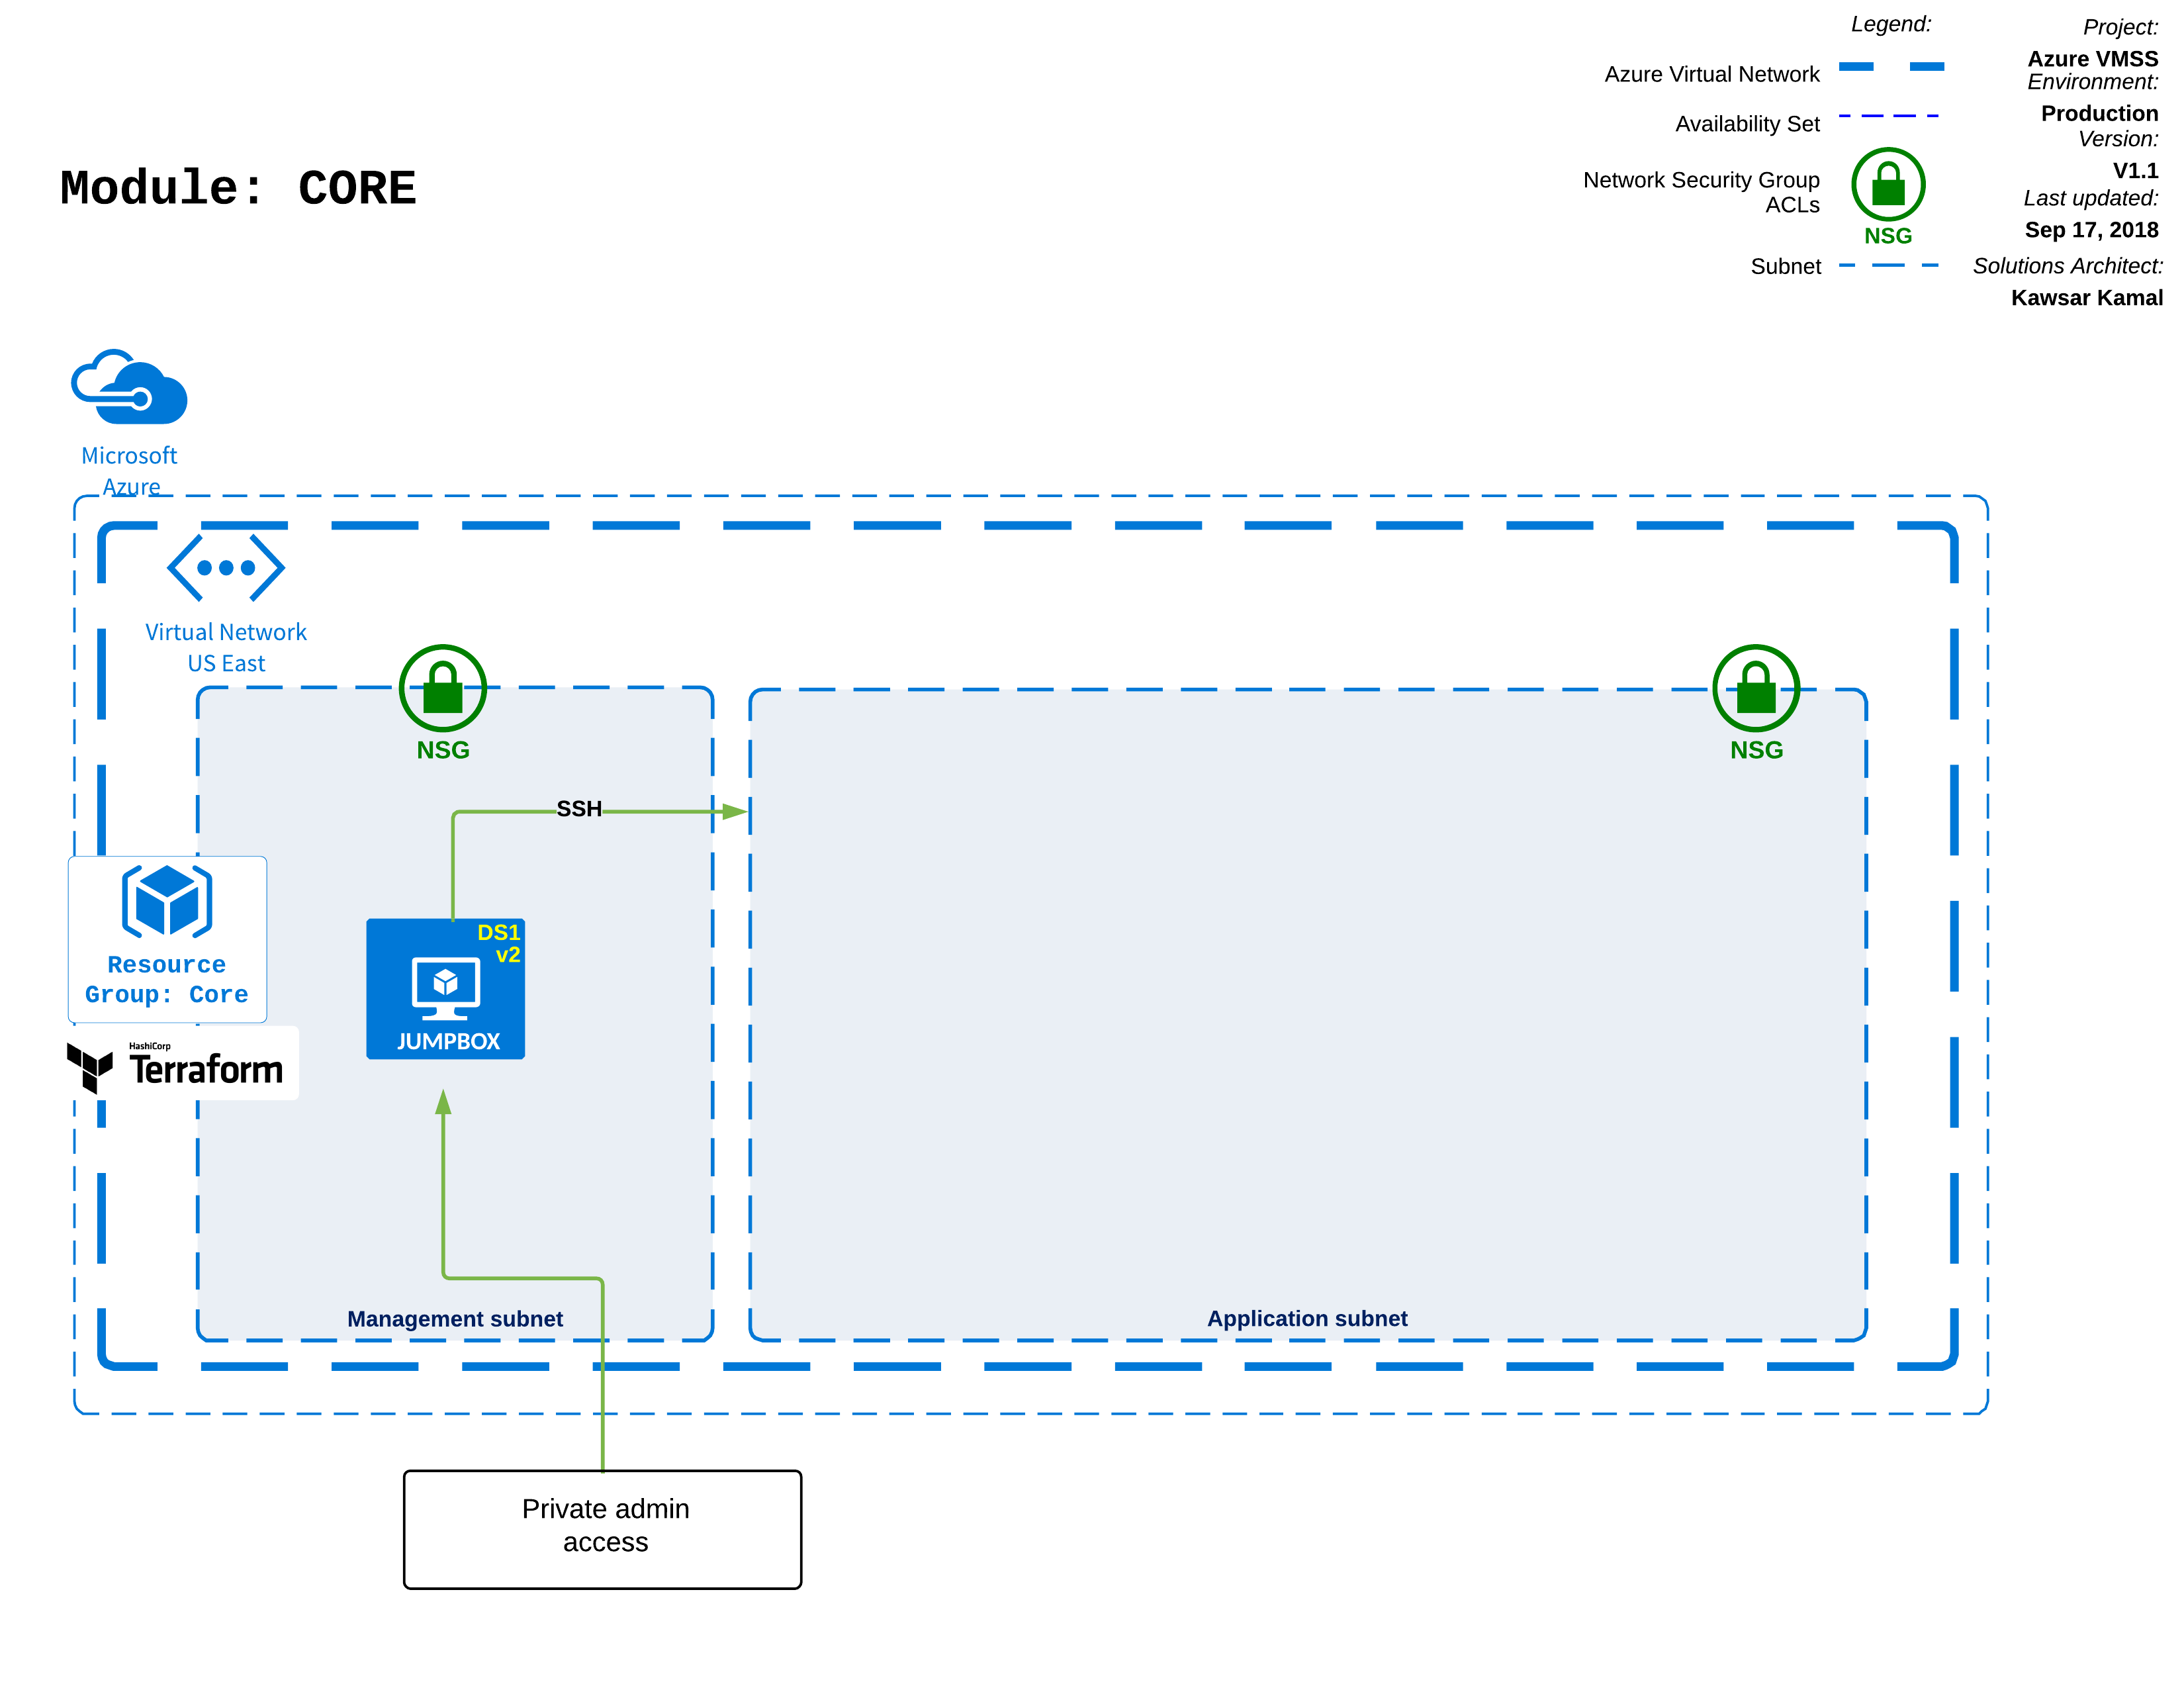 Legend:
Project:
Azure VMSS
Azure Virtual Network
Environment:
Production
Availability Set
Version:
V1.1
Network Security Group
ACLs
Last updated:
NSG
Sep 17, 2018
Subnet
Solutions Architect:
Kawsar Kamal
Module: CORE
Microsoft
Azure
Virtual Network
US East
NSG
NSG
SSH
DS1
v2
JUMPBOX
Resource
Group: Core
HashiCorp
Terraform
Management subnet
Application subnet
Private admin
access